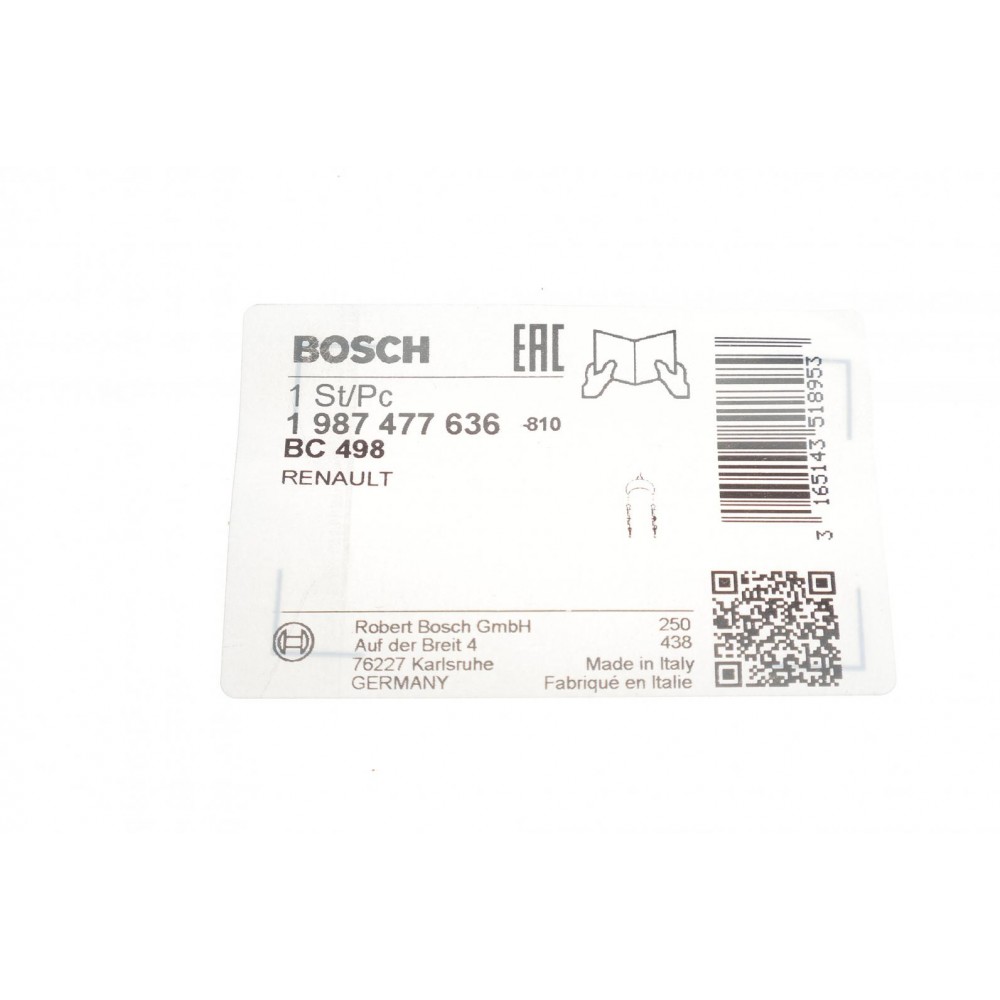 BOSCH
EAC
1 St/Pc
1 987 477 636 -810
BC 498
RENAULT
3 165143 518953
Robert Bosch GmbH
Auf der Breit 4
76227 Karlsruhe
GERMANY
250
438
Made in Italy
Fabriqué en Italie